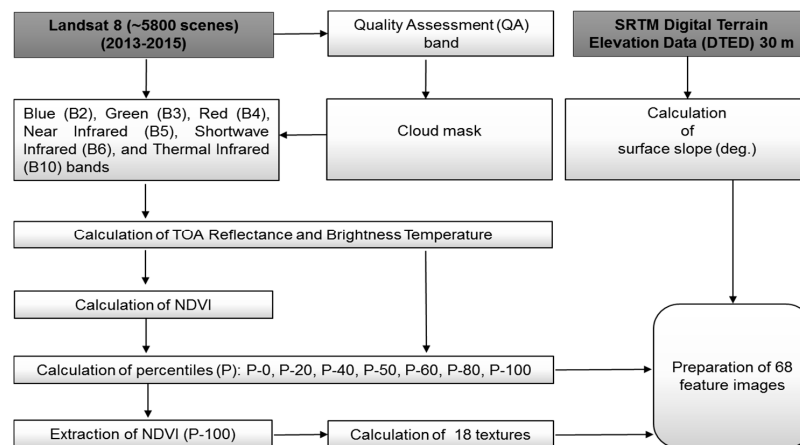 Landsat 8 (~5800 scenes)
(2013-2015)
Quality Assessment (QA)
band
SRTM Digital Terrain
Elevation Data (DTED) 30 m
Blue (B2), Green (B3), Red (B4),
Near Infrared (B5), Shortwave
Infrared (B6), and Thermal Infrared
(B10) bands
Cloud mask
Calculation
of
surface slope (deg.)
Calculation of TOA Reflectance and Brightness Temperature
Calculation of NDVI
Calculation of percentiles (P): P-0, P-20, P-40, P-50, P-60, P-80, P-100
Preparation of 68
feature images
Extraction of NDVI (P-100)
Calculation of 18 textures